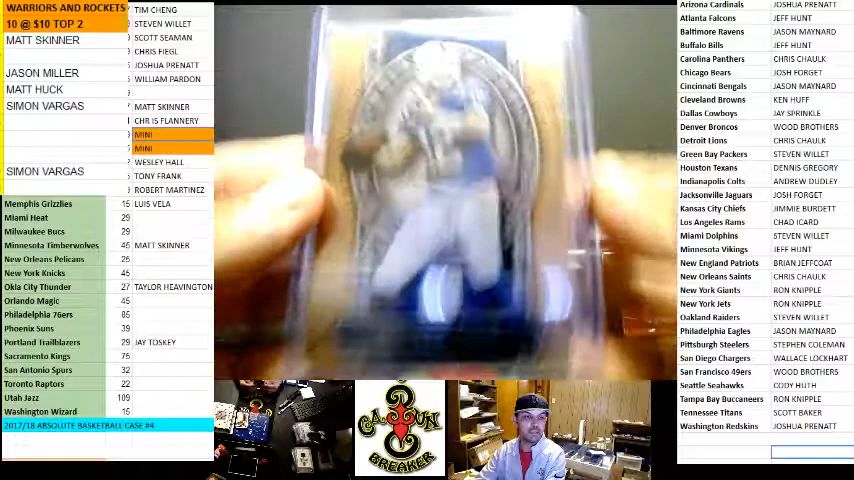 WARRIORS AND ROCKETS
10 @ $10 TOP 2
MATT SKINNER
JASON MILLER
MATT HUCK
SIMON VARGAS
SIMON VARGAS
TIM CHENG
STEVEN WILLET
SCOTT SEAMAN
CHRIS FIEGL
JOSHUA PRENATT
WILLIAM PARDON
MATT SKINNER
CHR IS FLANNERY
MINI
MINI
WESLEY HALL
TONY FRANK
ROBERT MARTINEZ
Memphis Grizzlies 15 LUIS VELA
Miami Heat 29
Milwaukee Bucs 29
Minnesota Timberwolves 45 MATT SKINNER
New Orleans Pelicans 25
New York Knicks 45
Okla City Thunder 27 TAYLOR HEAVINGTON
Orlando Magic 45
Philadelphia 76ers 85
Phoenix Suns 39
Portland Trailblazers 29 JAY TOSKEY
Sacramento Kings 75
San Antonio Spurs 32
Toronto Raptors 22
Utah Jazz 109
Washington Wizard 15
2017/18 ABSOLUTE BASKETBALL CASE #4
CAJUN
BREAKER
Arizona Cardinals JOSHUA PRENATT
Atlanta Falcons JEFF HUNT
Baltimore Ravens JASON MAYNARD
Buffalo Bills JEFF HUNT
Carolina Panthers CHRIS CHAULK
Chicago Bears JOSH FORGET
Cincinnati Bengals JASON MAYNARD
Cleveland Browns KEN HUFF
Dallas Cowboys JAY SPRINKLE
Denver Broncos WOOD BROTHERS
Detroit Lions CHRIS CHAULK
Green Bay Packers STEVEN WILLET
Houston Texans DENNIS GREGORY
Indianapolis Colts ANDREW DUDLEY
Jacksonville Jaguars JOSH FORGET
Kansas City Chiefs JIMMIE BURDETT
Los Angeles Rams CHAD ICARD
Miami Dolphins STEVEN WILLET
Minnesota Vikings JEFF HUNT
New England Patriots BRIAN JEFFCOAT
New Orleans Saints CHRIS CHAULK
New York Giants RON KNIPPLE
New York Jets RON KNIPPLE
Oakland Raiders STEVEN WILLET
Philadelphia Eagles JASON MAYNARD
Pittsburgh Steelers STEPHEN COLEMAN
San Diego Chargers WALLACE LOCKHART
San Francisco 49ers WOOD BROTHERS
Seattle Seahawks CODY HUTH
Tampa Bay Buccaneers RON KNIPPLE
Tennessee Titans SCOTT BAKER
Washington Redskins JOSHUA PRENATT